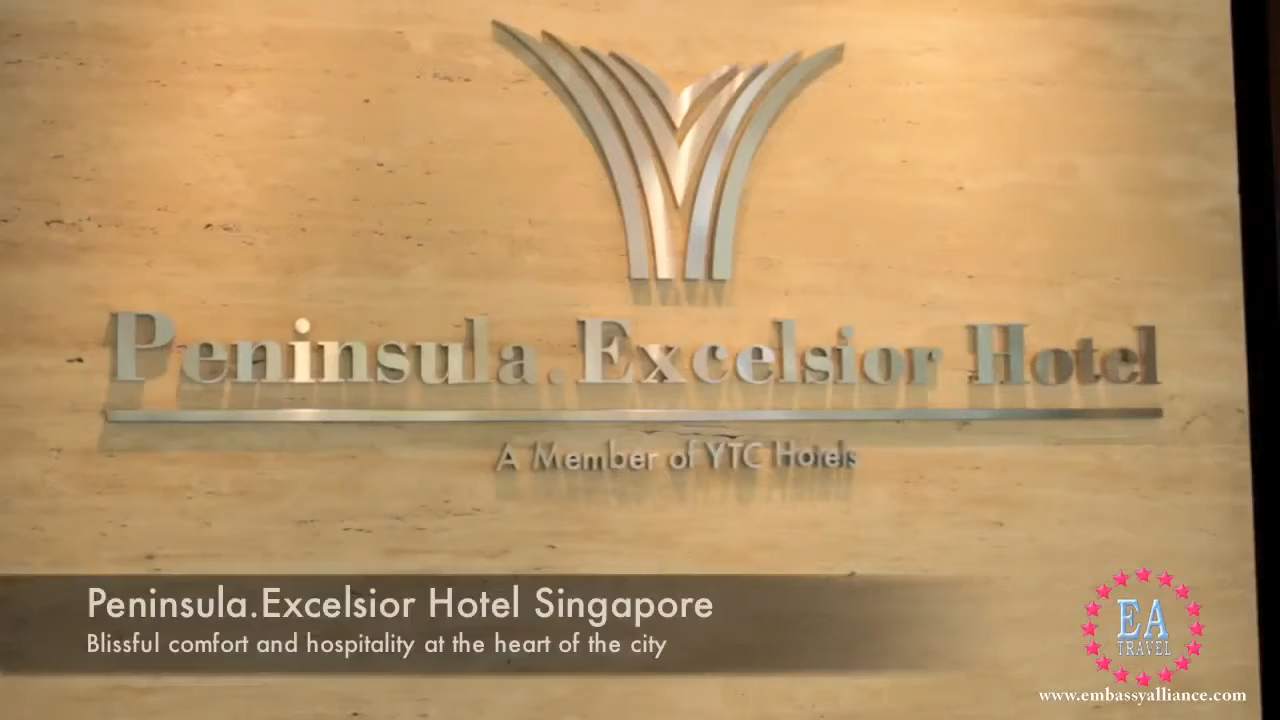 Peninsula.Excelsior Hotel
A Member of YTC Hotels
Peninsula.Excelsior Hotel Singapore
Blissful comfort and hospitality at the heart of the city
EA
TRAVEL
www.embassyalliance.com